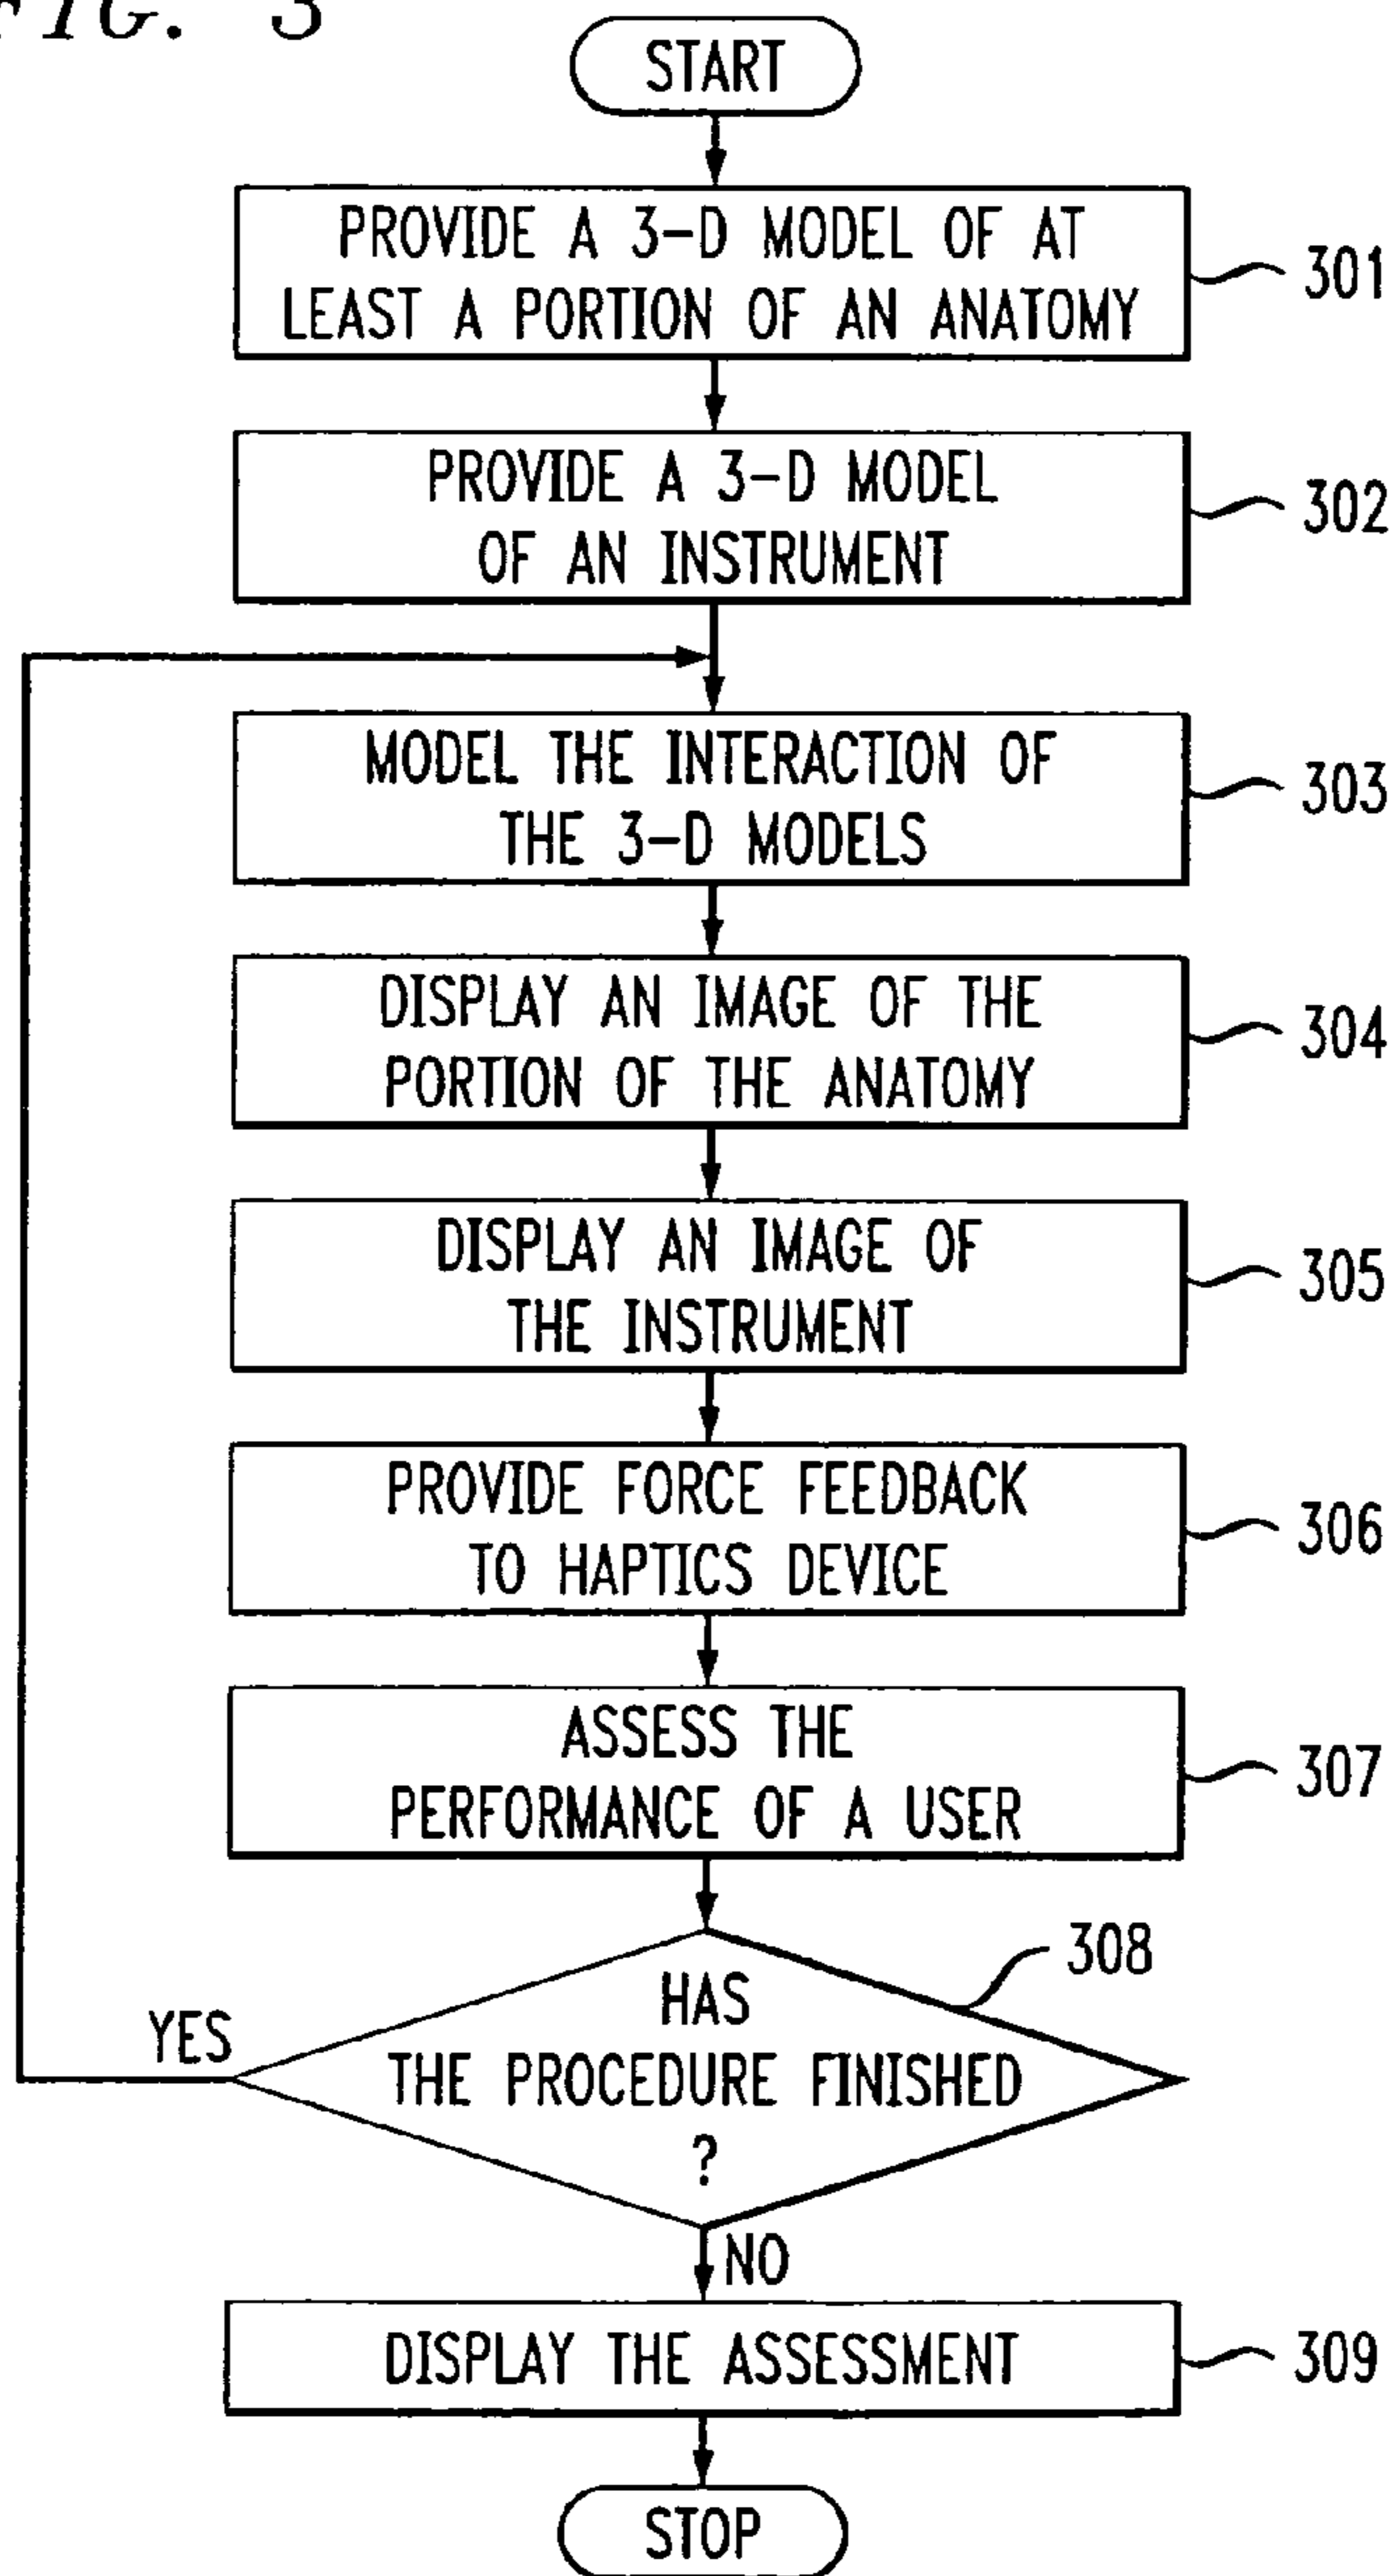 FIG. 3
START
PROVIDE A 3-D MODEL OF AT
LEAST A PORTION OF AN ANATOMY
301
PROVIDE A 3-D MODEL
OF AN INSTRUMENT
302
MODEL THE INTERACTION OF
THE 3-D MODELS
303
DISPLAY AN IMAGE OF THE
PORTION OF THE ANATOMY
304
DISPLAY AN IMAGE OF
THE INSTRUMENT
305
PROVIDE FORCE FEEDBACK
TO HAPTICS DEVICE
306
ASSESS THE
PERFORMANCE OF A USER
307
308
HAS
THE PROCEDURE FINISHED
?
YES
NO
DISPLAY THE ASSESSMENT
309
STOP